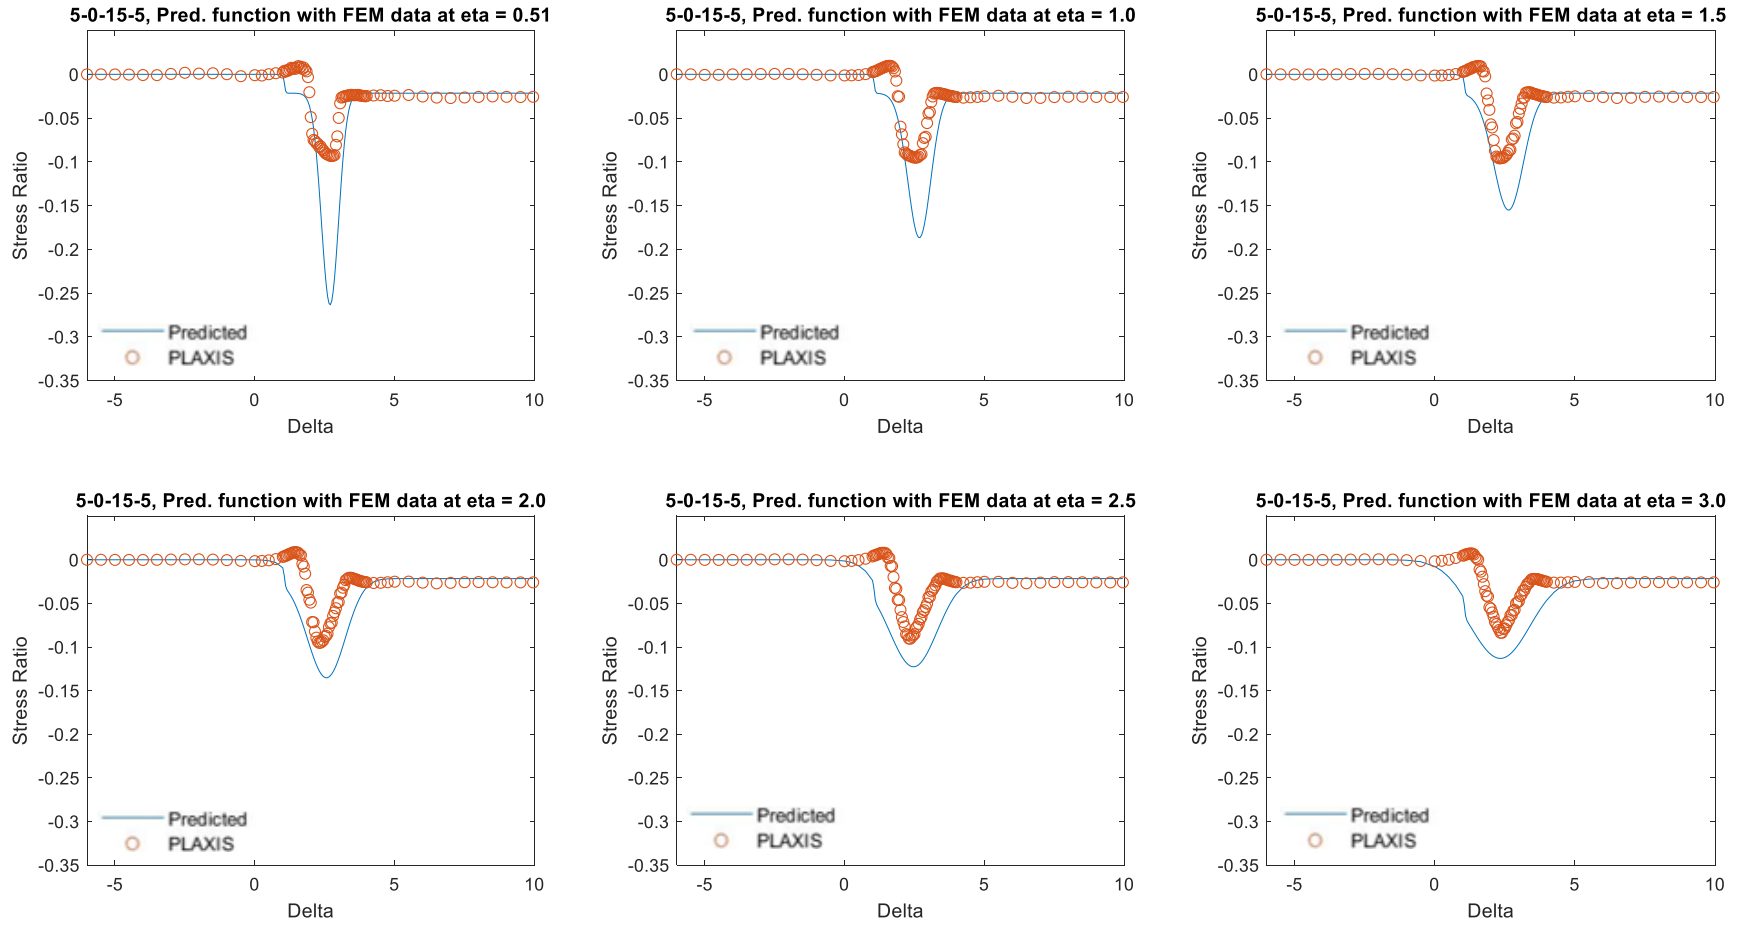 5-0-15-5, Pred. function with FEM data at eta = 0.51
0
-0.05
-0.1
-0.15
-0.2
-0.25
-0.3
-0.35
Stress Ratio
Predicted
PLAXIS
-5 0 5 10
Delta
5-0-15-5, Pred. function with FEM data at eta = 1.0
0
-0.05
-0.1
-0.15
-0.2
-0.25
-0.3
-0.35
Stress Ratio
Predicted
PLAXIS
-5 0 5 10
Delta
5-0-15-5, Pred. function with FEM data at eta = 1.5
0
-0.05
-0.1
-0.15
-0.2
-0.25
-0.3
-0.35
Stress Ratio
Predicted
PLAXIS
-5 0 5 10
Delta
5-0-15-5, Pred. function with FEM data at eta = 2.0
0
-0.05
-0.1
-0.15
-0.2
-0.25
-0.3
-0.35
Stress Ratio
Predicted
PLAXIS
-5 0 5 10
Delta
5-0-15-5, Pred. function with FEM data at eta = 2.5
0
-0.05
-0.1
-0.15
-0.2
-0.25
-0.3
-0.35
Stress Ratio
Predicted
PLAXIS
-5 0 5 10
Delta
5-0-15-5, Pred. function with FEM data at eta = 3.0
0
-0.05
-0.1
-0.15
-0.2
-0.25
-0.3
-0.35
Stress Ratio
Predicted
PLAXIS
-5 0 5 10
Delta